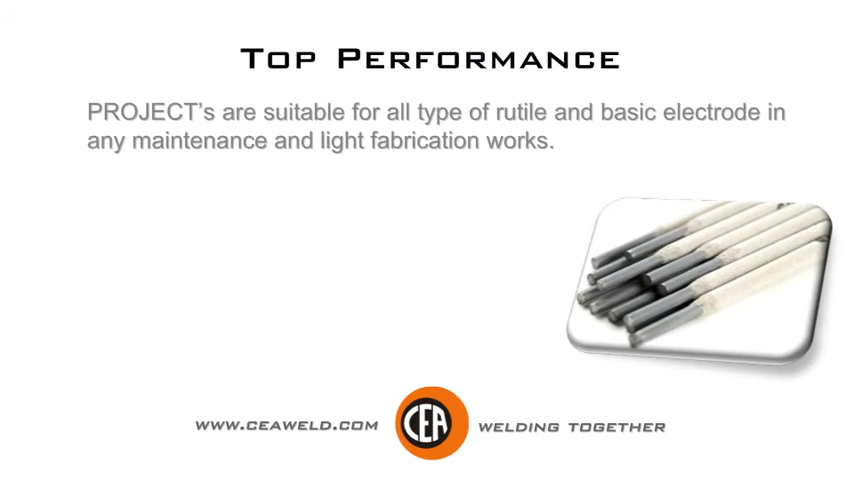 Top Performance
PROJECT's are suitable for all type of rutile and basic electrode in
any maintenance and light fabrication works.
www.ceaweld.com CEA welding together